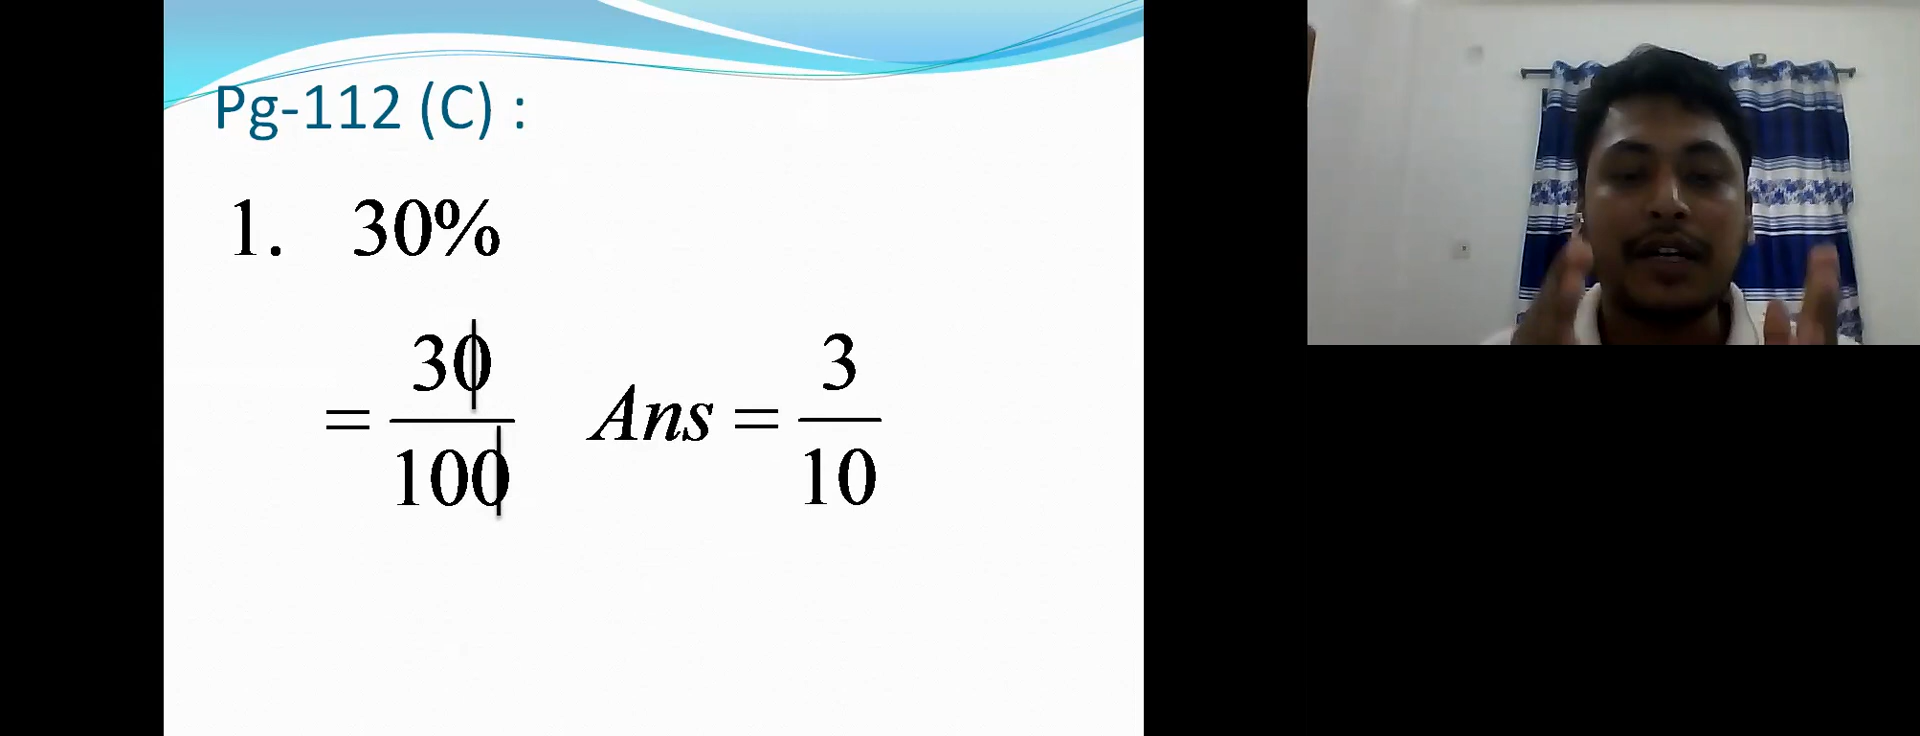 Pg-112 (C) :
1. 30%
= 30/100 Ans = 3/10